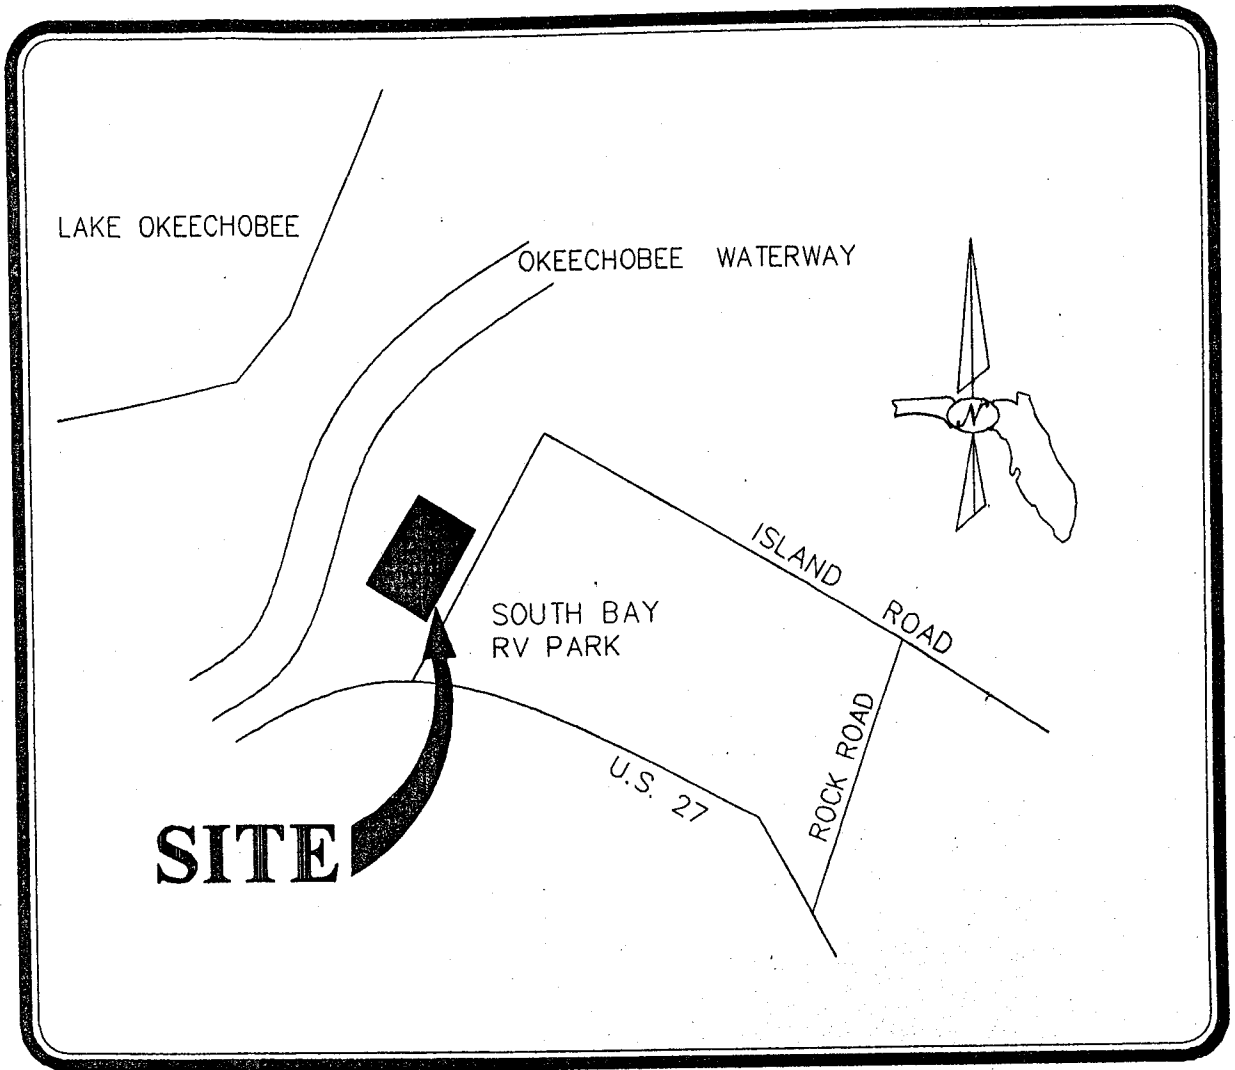 LAKE OKEECHOBEE
OKEECHOBEE WATERWAY
N
ISLAND ROAD
SOUTH BAY
RV PARK
ROCK ROAD
U.S. 27
SITE